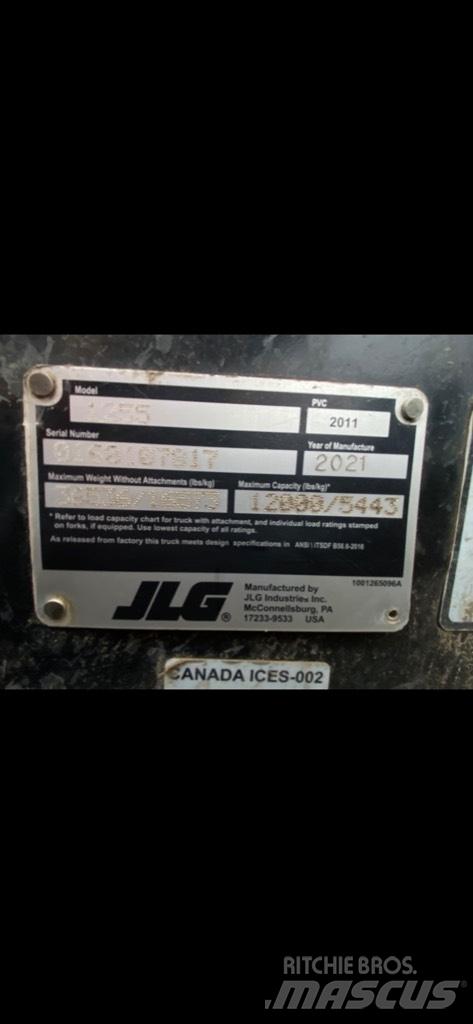 Model
1255
PVC
2011
Serial Number
Year of Manufacture
2021
Maximum Weight Without Attachments (lbs/kg)
Maximum Capacity (lbs/kg)*
12000/5443
* Refer to load capacity chart for truck with attachment, and individual load ratings stamped
on forks, if equipped. Use lowest capacity of all ratings.
As released from factory this truck meets design specifications in ANSI \ ITSDF B56.6-2016
JLG®
Manufactured by
JLG Industries Inc.
McConnellsburg, PA
17233-9533 USA
1001265096A
CANADA ICES-002
RITCHIE BROS.
MASCUS